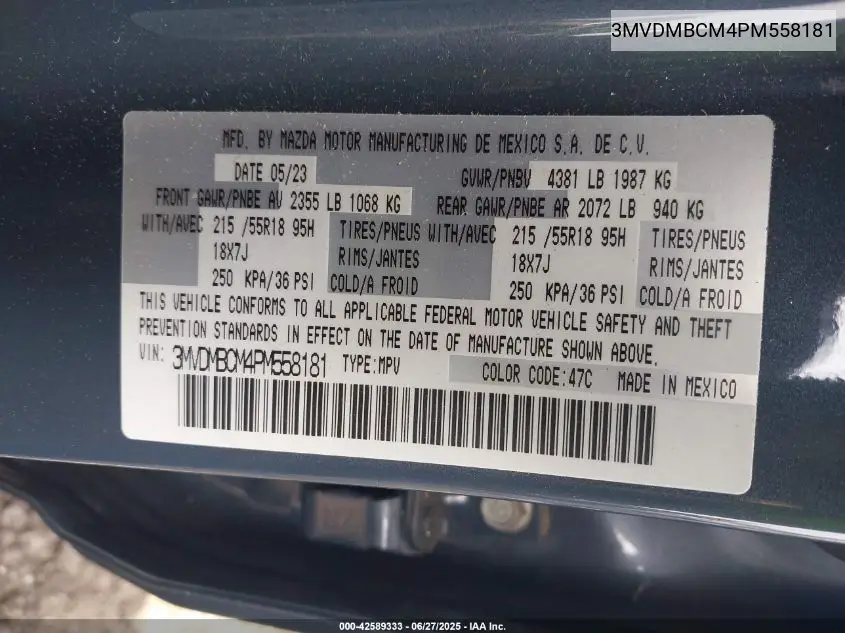 3MVDMBCM4PM558181
MFD. BY MAZDA MOTOR MANUFACTURING DE MEXICO S.A. DE C.V.
DATE 05/23 GVWR/PNBV 4381 LB 1987 KG
FRONT GAWR/PNBE AV 2355 LB 1068 KG REAR GAWR/PNBE AR 2072 LB 940 KG
WITH/AVEC 215 /55R18 95H TIRES/PNEUS WITH/AVEC 215 /55R18 95H TIRES/PNEUS
18X7J RIMS/JANTES 18X7J RIMS/JANTES
250 KPA/36 PSI COLD/A FROID 250 KPA/36 PSI COLD/A FROID
THIS VEHICLE CONFORMS TO ALL APPLICABLE FEDERAL MOTOR VEHICLE SAFETY AND THEFT
PREVENTION STANDARDS IN EFFECT ON THE DATE OF MANUFACTURE SHOWN ABOVE.
VIN: 3MVDMBCM4PM558181 TYPE:MPV COLOR CODE:47C MADE IN MEXICO
000-42589333 - 06/27/2025 - IAA Inc.